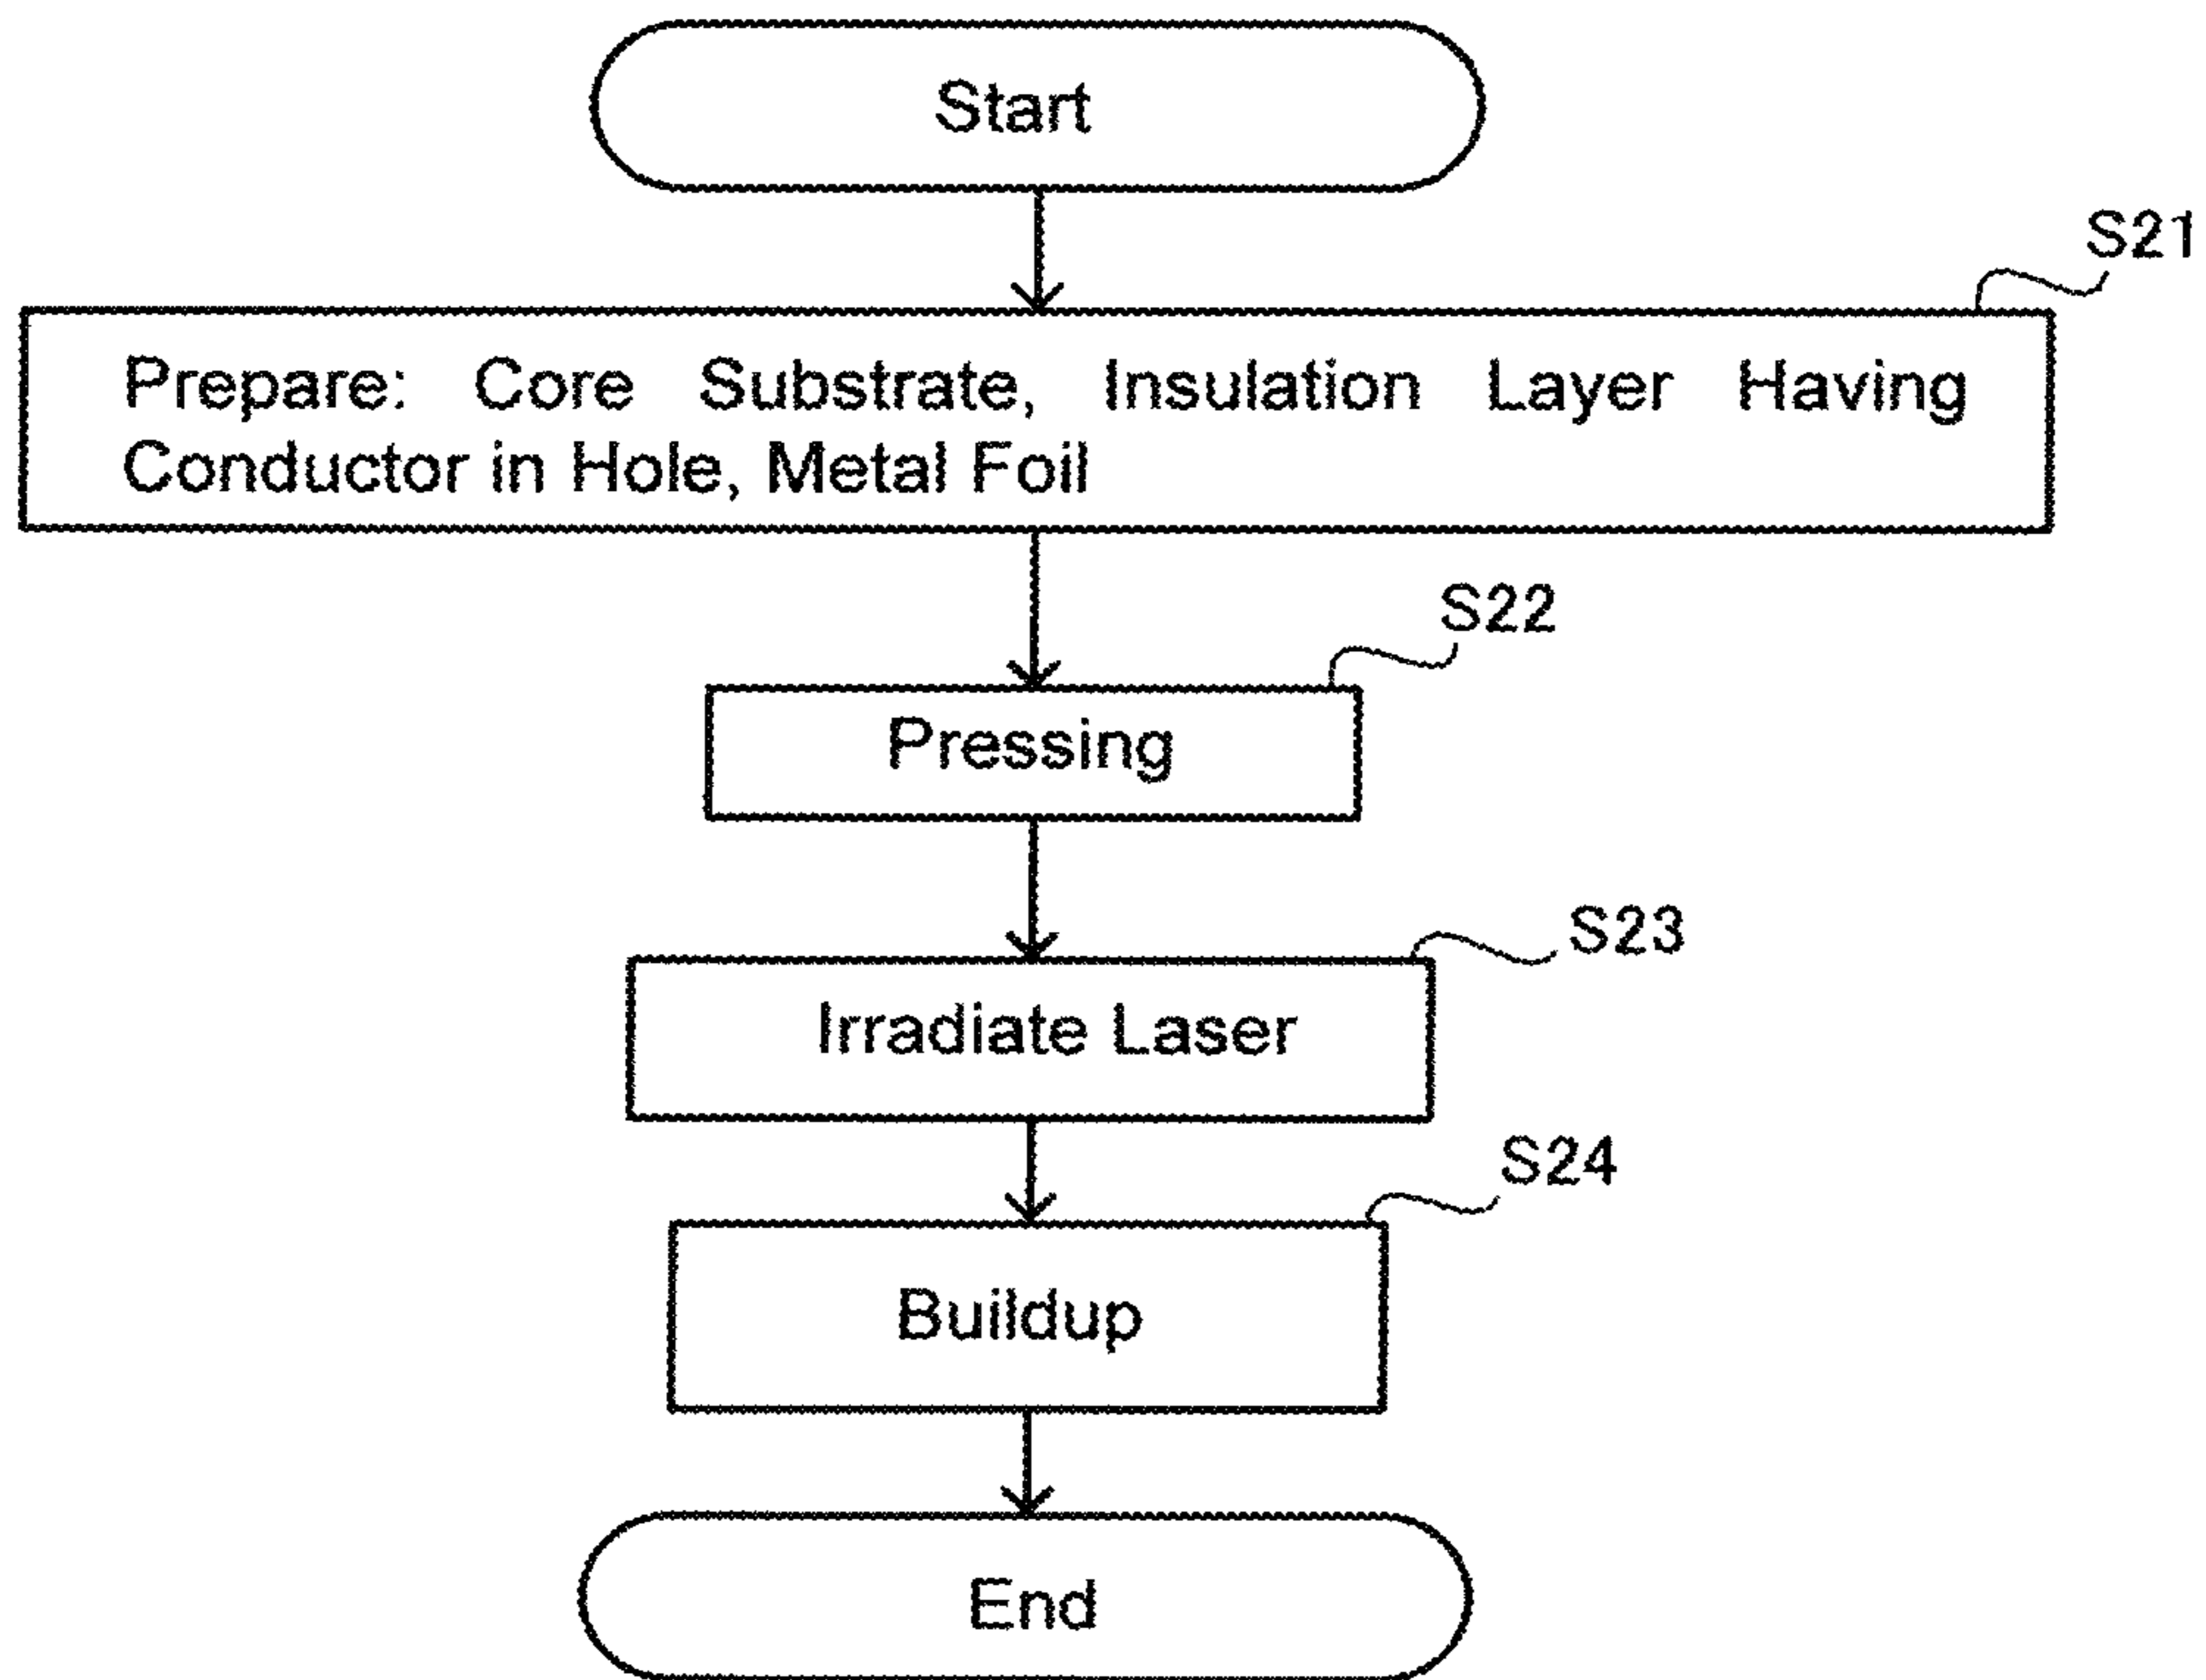 Start
S21
Prepare: Core Substrate, Insulation Layer Having
Conductor in Hole, Metal Foil
S22
Pressing
S23
Irradiate Laser
S24
Buildup
End